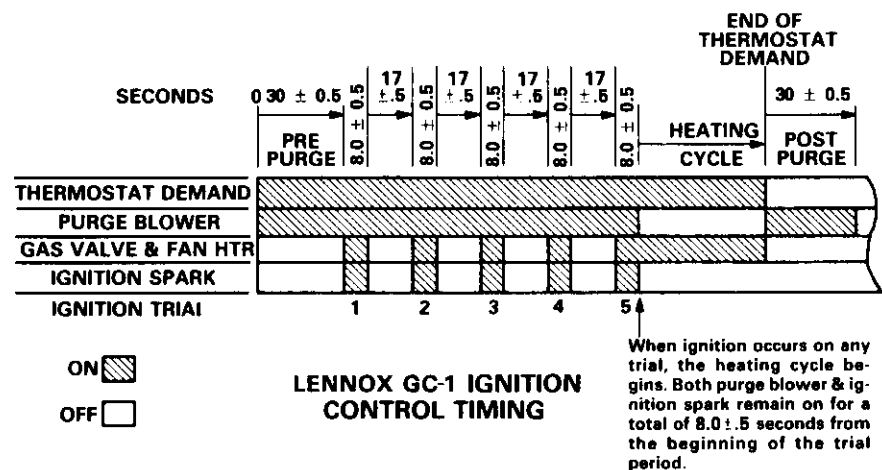 END OF
THERMOSTAT
DEMAND
SECONDS 0 30 ± 0.5 8.0 ± 0.5 17 ±.5 8.0 ± 0.5 17 ±.5 8.0 ± 0.5 17 ±.5 8.0 ± 0.5 17 ±.5 8.0 ± 0.5 30 ± 0.5
PRE
PURGE
HEATING
CYCLE
POST
PURGE
THERMOSTAT DEMAND
PURGE BLOWER
GAS VALVE & FAN HTR
IGNITION SPARK
IGNITION TRIAL 1 2 3 4 5
ON
OFF
LENNOX GC-1 IGNITION
CONTROL TIMING
When ignition occurs on any
trial, the heating cycle be-
gins. Both purge blower & ig-
nition spark remain on for a
total of 8.0±.5 seconds from
the beginning of the trial
period.